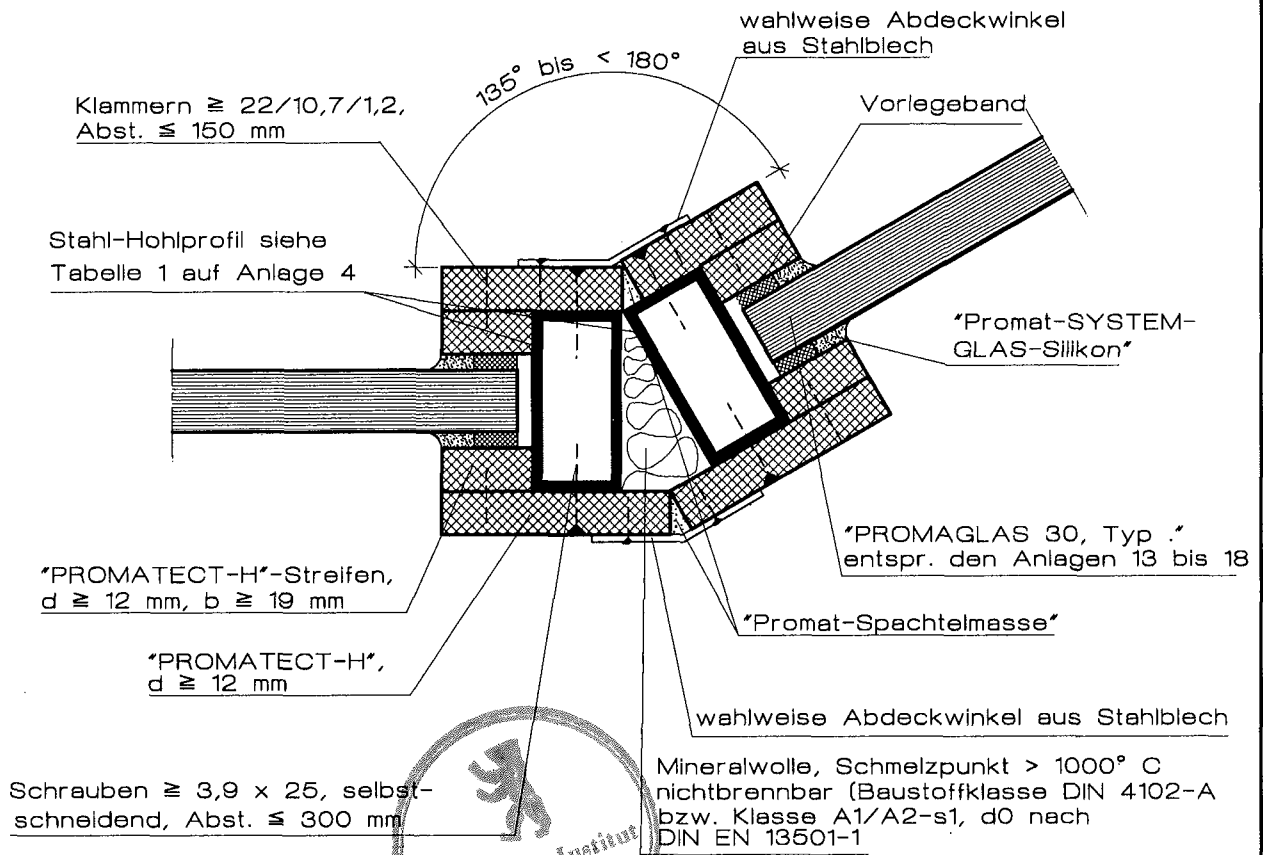 wahlweise Abdeckwinkel
aus Stahlblech
135° bis < 180°
Klammern ≧ 22/10,7/1,2,
Abst. ≦ 150 mm
Vorlegeband
Stahl-Hohlprofil siehe
Tabelle 1 auf Anlage 4
"Promat-SYSTEM-
GLAS-Silikon"
"PROMAGLAS 30, Typ ."
entspr. den Anlagen 13 bis 18
"PROMATECT-H"-Streifen,
d ≧ 12 mm, b ≧ 19 mm
"Promat-Spachtelmasse"
"PROMATECT-H",
d ≧ 12 mm
wahlweise Abdeckwinkel aus Stahlblech
Schrauben ≧ 3,9 x 25, selbst-
schneidend, Abst. ≦ 300 mm
Mineralwolle, Schmelzpunkt > 1000° C
nichtbrennbar (Baustoffklasse DIN 4102-A
bzw. Klasse A1/A2-s1, d0 nach
DIN EN 13501-1
Institut